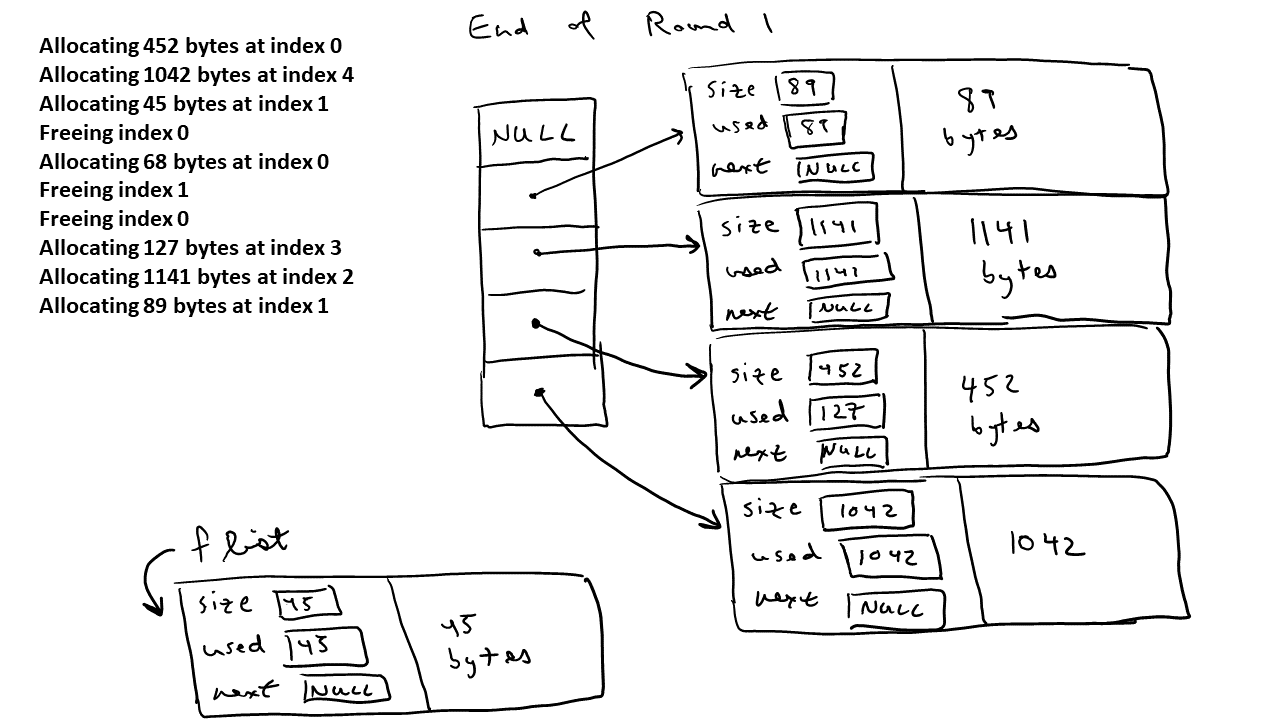 End of Round 1
Allocating 452 bytes at index 0
Allocating 1042 bytes at index 4
Allocating 45 bytes at index 1
Freeing index 0
Allocating 68 bytes at index 0
Freeing index 1
Freeing index 0
Allocating 127 bytes at index 3
Allocating 1141 bytes at index 2
Allocating 89 bytes at index 1
NULL
size 89
used 89
next NULL
89
bytes
size 1141
used 1141
next NULL
1141
bytes
size 452
used 127
next NULL
452
bytes
size 1042
used 1042
next NULL
1042
f list
size 45
used 45
next NULL
45
bytes